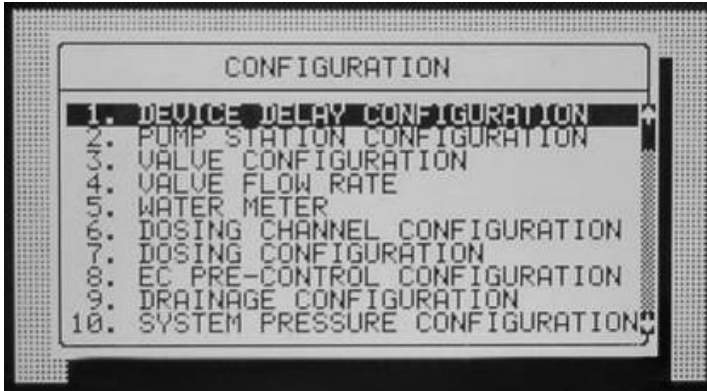 CONFIGURATION
1. DEVICE DELAY CONFIGURATION
2. PUMP STATION CONFIGURATION
3. VALVE CONFIGURATION
4. VALVE FLOW RATE
5. WATER METER
6. DOSING CHANNEL CONFIGURATION
7. DOSING CONFIGURATION
8. EC PRE-CONTROL CONFIGURATION
9. DRAINAGE CONFIGURATION
10. SYSTEM PRESSURE CONFIGURATION